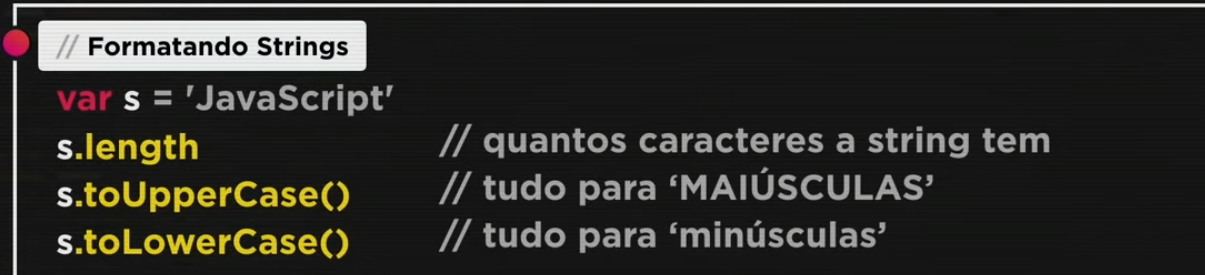 // Formatando Strings
var s = 'JavaScript'
s.length // quantos caracteres a string tem
s.toUpperCase() // tudo para ‘MAIÚSCULAS’
s.toLowerCase() // tudo para ‘minúsculas’